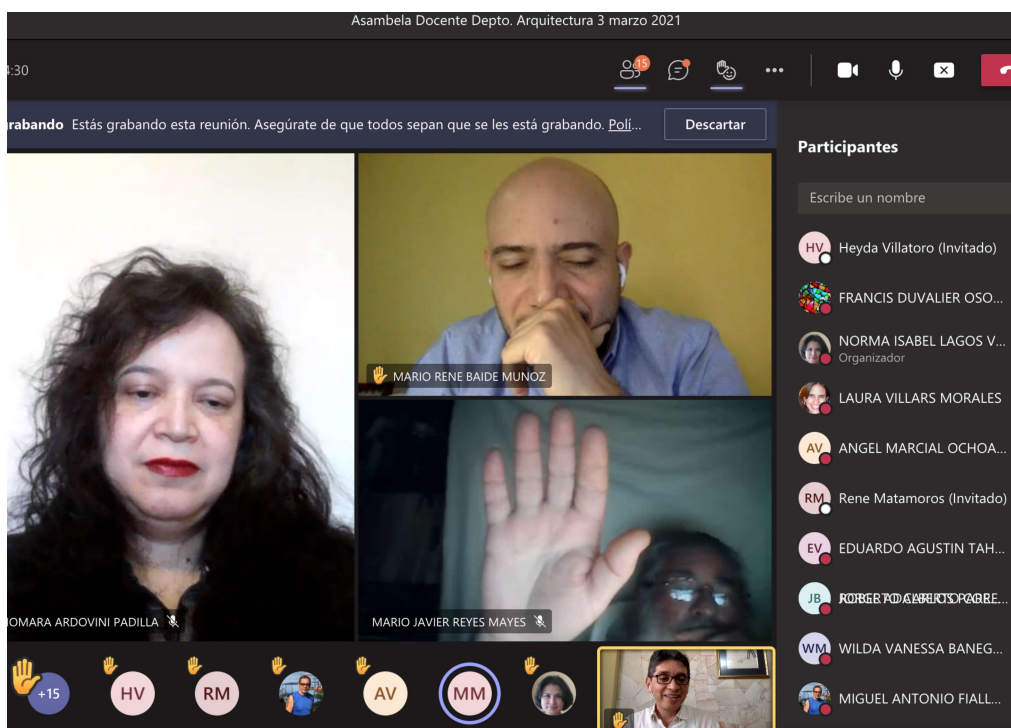 Asambela Docente Depto. Arquitectura 3 marzo 2021
4:30
15
rabando Estás grabando esta reunión. Asegúrate de que todos sepan que se les está grabando. Polí...
Descartar
Participantes
Escribe un nombre
HV Heyda Villatoro (Invitado)
FRANCIS DUVALIER OSO...
NORMA ISABEL LAGOS V...
Organizador
LAURA VILLARS MORALES
AV ANGEL MARCIAL OCHOA...
RM Rene Matamoros (Invitado)
EV EDUARDO AGUSTIN TAH...
JB
WM WILDA VANESSA BANEG...
MIGUEL ANTONIO FIALL...
MARIO RENE BAIDE MUNOZ
IOMARA ARDOVINI PADILLA
MARIO JAVIER REYES MAYES
+15
HV
RM
AV
MM